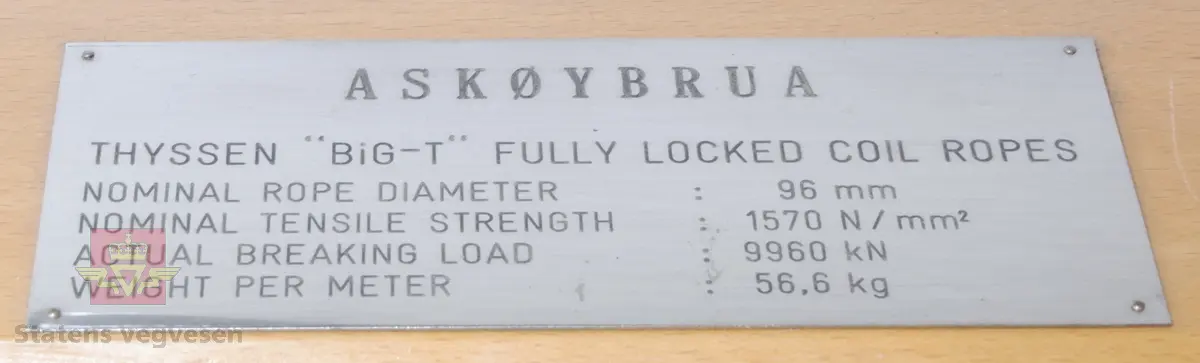 ASKØYBRUA
THYSSEN "BiG-T" FULLY LOCKED COIL ROPES
NOMINAL ROPE DIAMETER : 96 mm
NOMINAL TENSILE STRENGTH : 1570 N/mm²
ACTUAL BREAKING LOAD : 9960 kN
WEIGHT PER METER : 56,6 kg
Statens vegvesen